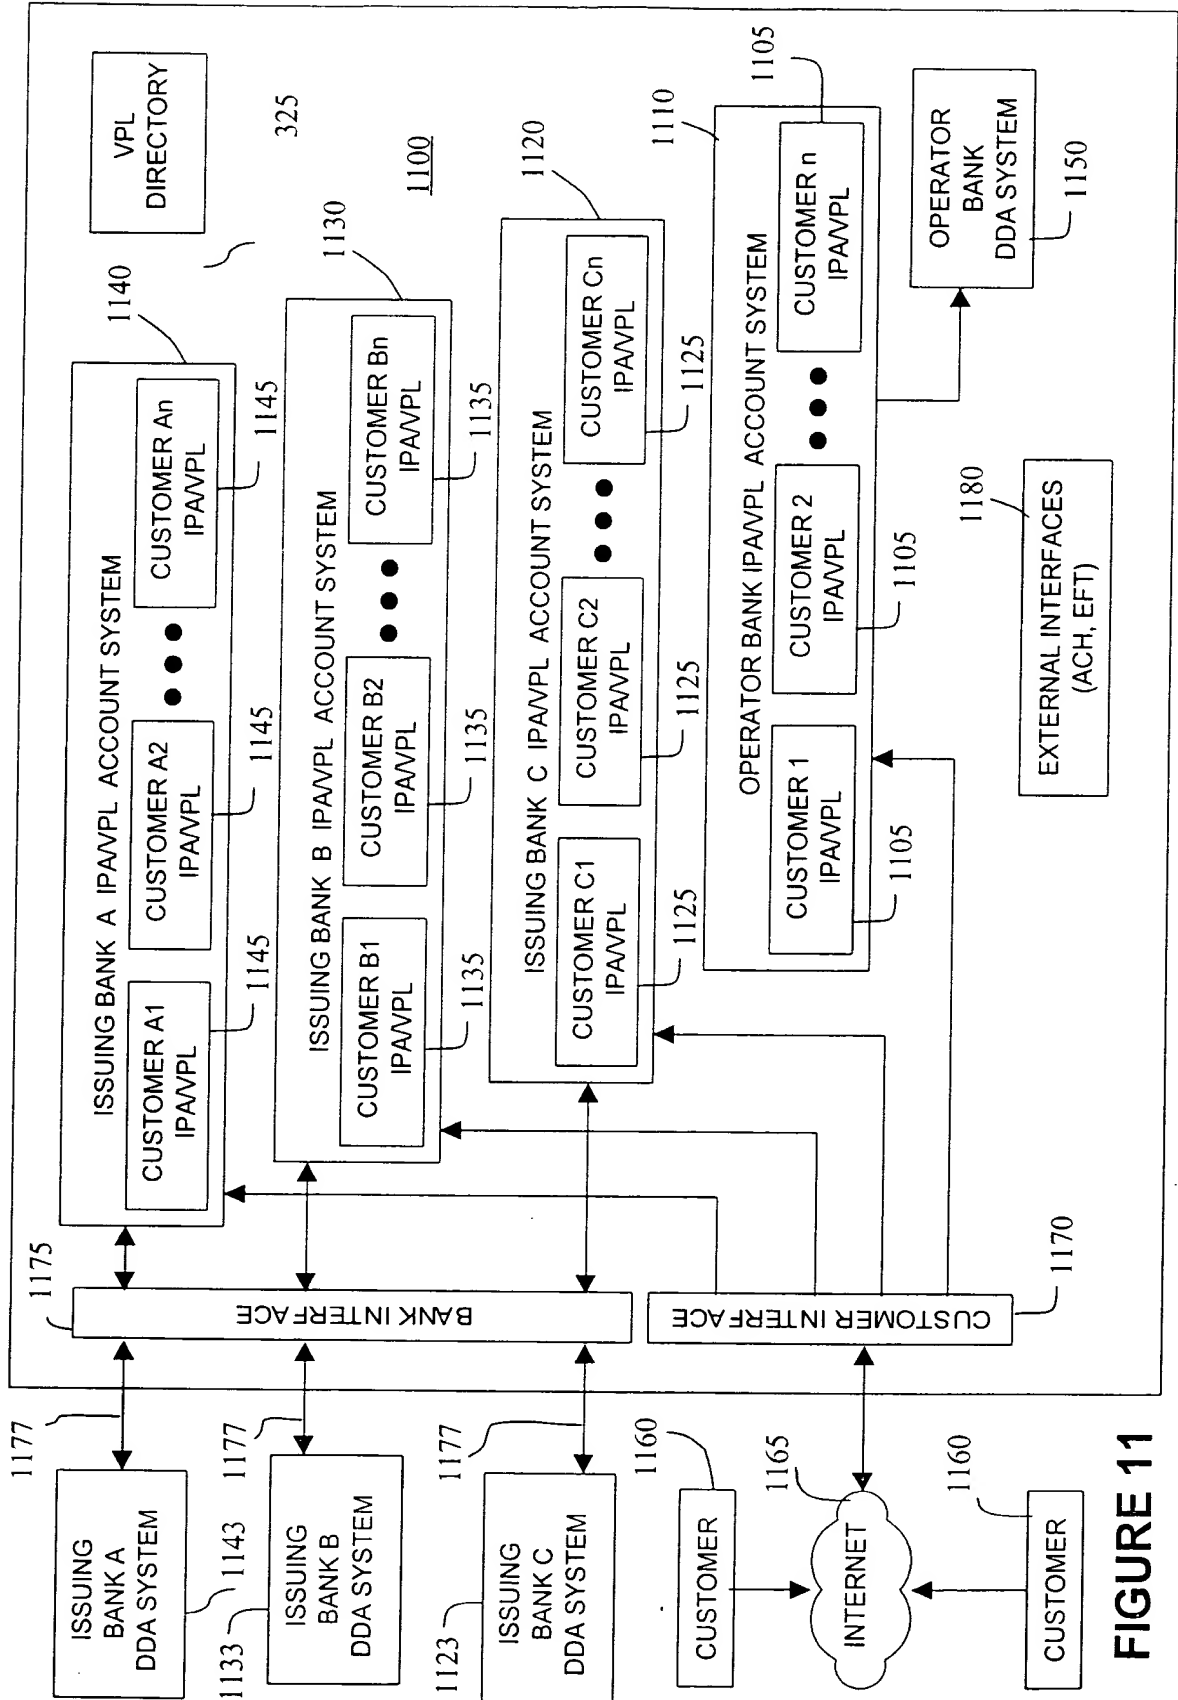 1177
ISSUING
BANK A
DDA SYSTEM
1143
1177
ISSUING
BANK B
DDA SYSTEM
1133
1177
ISSUING
BANK C
DDA SYSTEM
1123
1160
CUSTOMER
1165
INTERNET
1160
CUSTOMER
1175
BANK INTERFACE
CUSTOMER INTERFACE
1170
1140
ISSUING BANK A IPA/VPL ACCOUNT SYSTEM
CUSTOMER A1
IPA/VPL
1145
CUSTOMER A2
IPA/VPL
1145
CUSTOMER An
IPA/VPL
1145
1130
ISSUING BANK B IPA/VPL ACCOUNT SYSTEM
CUSTOMER B1
IPA/VPL
1135
CUSTOMER B2
IPA/VPL
1135
CUSTOMER Bn
IPA/VPL
1135
1120
ISSUING BANK C IPA/VPL ACCOUNT SYSTEM
CUSTOMER C1
IPA/VPL
1125
CUSTOMER C2
IPA/VPL
1125
CUSTOMER Cn
IPA/VPL
1125
1110
OPERATOR BANK IPA/VPL ACCOUNT SYSTEM
CUSTOMER 1
IPA/VPL
1105
CUSTOMER 2
IPA/VPL
1105
CUSTOMER n
IPA/VPL
1105
VPL
DIRECTORY
325
1100
OPERATOR
BANK
DDA SYSTEM
1150
1180
EXTERNAL INTERFACES
(ACH, EFT)
FIGURE 11